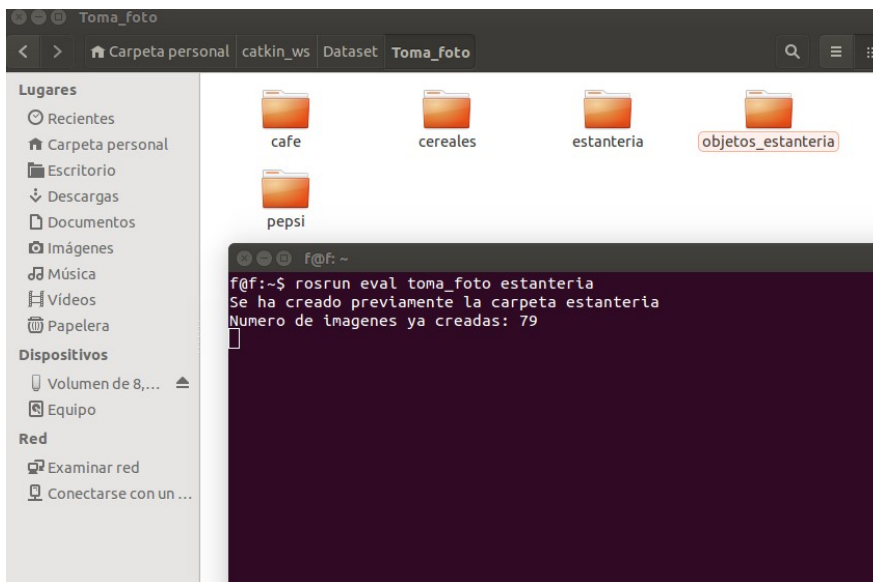 Toma_foto
Carpeta personal catkin_ws Dataset Toma_foto
Lugares
Recientes
Carpeta personal
Escritorio
Descargas
Documentos
Imágenes
Música
Vídeos
Papelera
Dispositivos
Volumen de 8,...
Equipo
Red
Examinar red
Conectarse con un ...
cafe cereales estanteria objetos_estanteria
pepsi
f@f: ~
f@f:~$ rosrun eval toma_foto estanteria
Se ha creado previamente la carpeta estanteria
Numero de imagenes ya creadas: 79